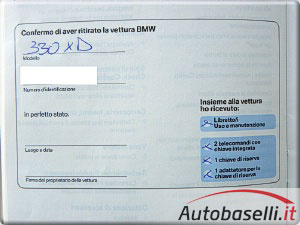 Confermo di aver ritirato la vettura BMW
330 XD
Modello
Numero d'identificazione
in perfetto stato.
Luogo e data
Firma del proprietario della vettura
Insieme alla vettura
ho ricevuto:
Libretto/i
Uso e manutenzione
2 telecomandi con
chiave integrata
1 chiave di riserva
1 adattatore per la
chiave di riserva
Autobaselli.it